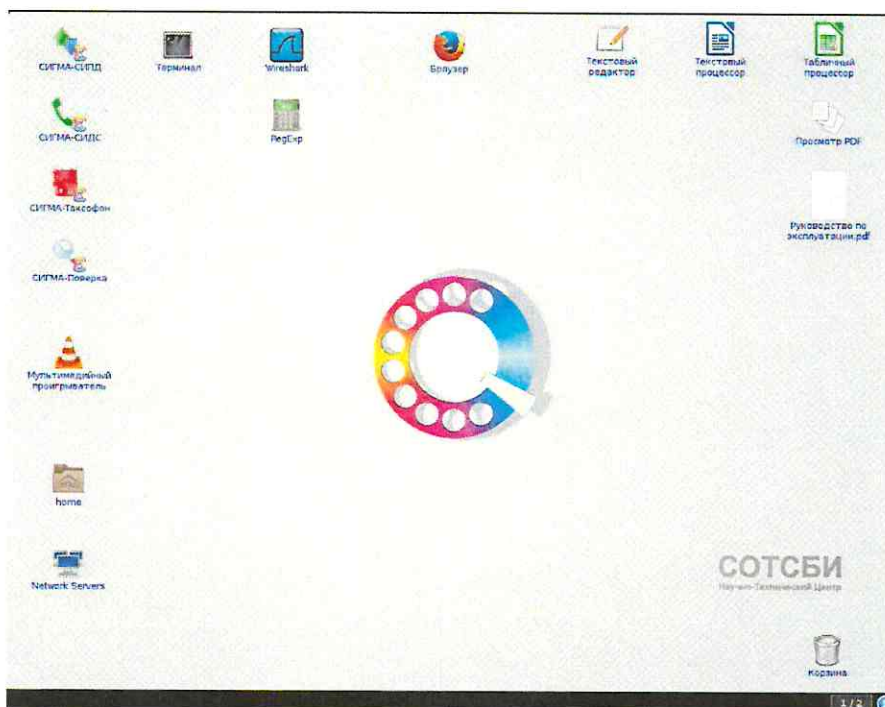 СИГМА-СИПД
Терминал
Wireshark
Браузер
Текстовый
редактор
Текстовый
процессор
Табличный
процессор
СИГМА-СИДС
RegExp
Просмотр PDF
СИГМА-Таксофон
Руководство по
эксплуатации.pdf
СИГМА-Поверка
Мультимедийный
проигрыватель
home
Network Servers
СОТСБИ
Научно-Технический Центр
Корзина
1 / 2